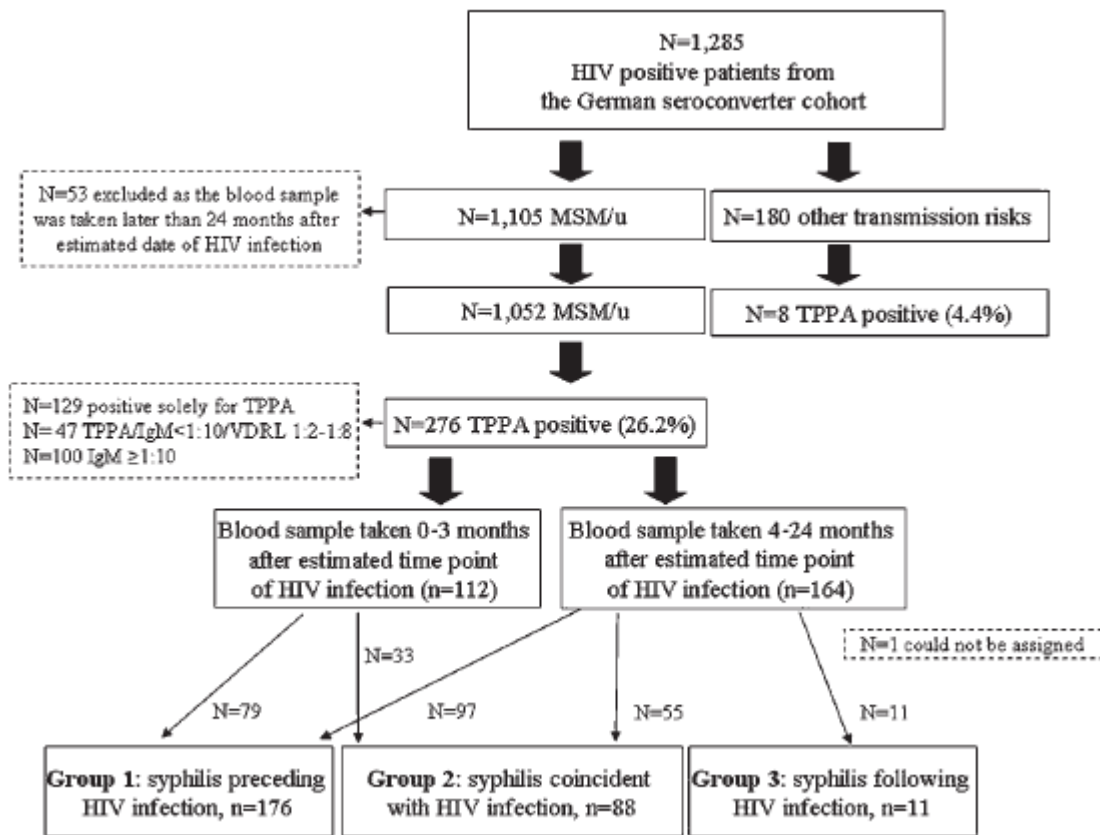 N=1,285
HIV positive patients from
the German seroconverter cohort
N=53 excluded as the blood sample
was taken later than 24 months after
estimated date of HIV infection
N=1,105 MSM/u
N=180 other transmission risks
N=1,052 MSM/u
N=8 TPPA positive (4.4%)
N=129 positive solely for TPPA
N= 47 TPPA/IgM<1:10/VDRL 1:2-1:8
N=100 IgM ≥1:10
N=276 TPPA positive (26.2%)
Blood sample taken 0-3 months
after estimated time point
of HIV infection (n=112)
Blood sample taken 4-24 months
after estimated time point
of HIV infection (n=164)
N=1 could not be assigned
N=33
N=79
N=97
N=55
N=11
Group 1: syphilis preceding
HIV infection, n=176
Group 2: syphilis coincident
with HIV infection, n=88
Group 3: syphilis following
HIV infection, n=11